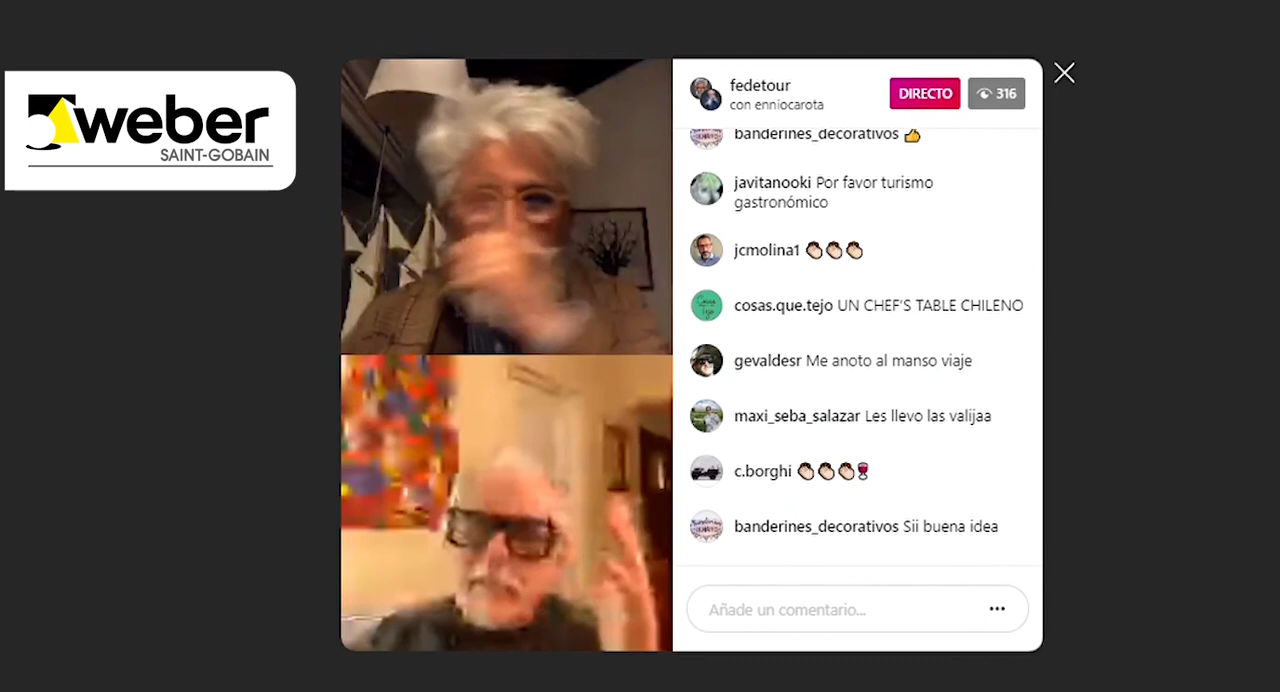 weber
SAINT-GOBAIN
fedetour
con enniocarota
DIRECTO
316
banderines_decorativos 👍
javitanooki Por favor turismo
gastronómico
jcmolina1 👏🏻👏🏻👏🏻
cosas.que.tejo UN CHEF'S TABLE CHILENO
gevaldesr Me anoto al manso viaje
maxi_seba_salazar Les llevo las valijaa
c.borghi 👏🏻👏🏻👏🏻🍷
banderines_decorativos Sii buena idea
Añade un comentario...